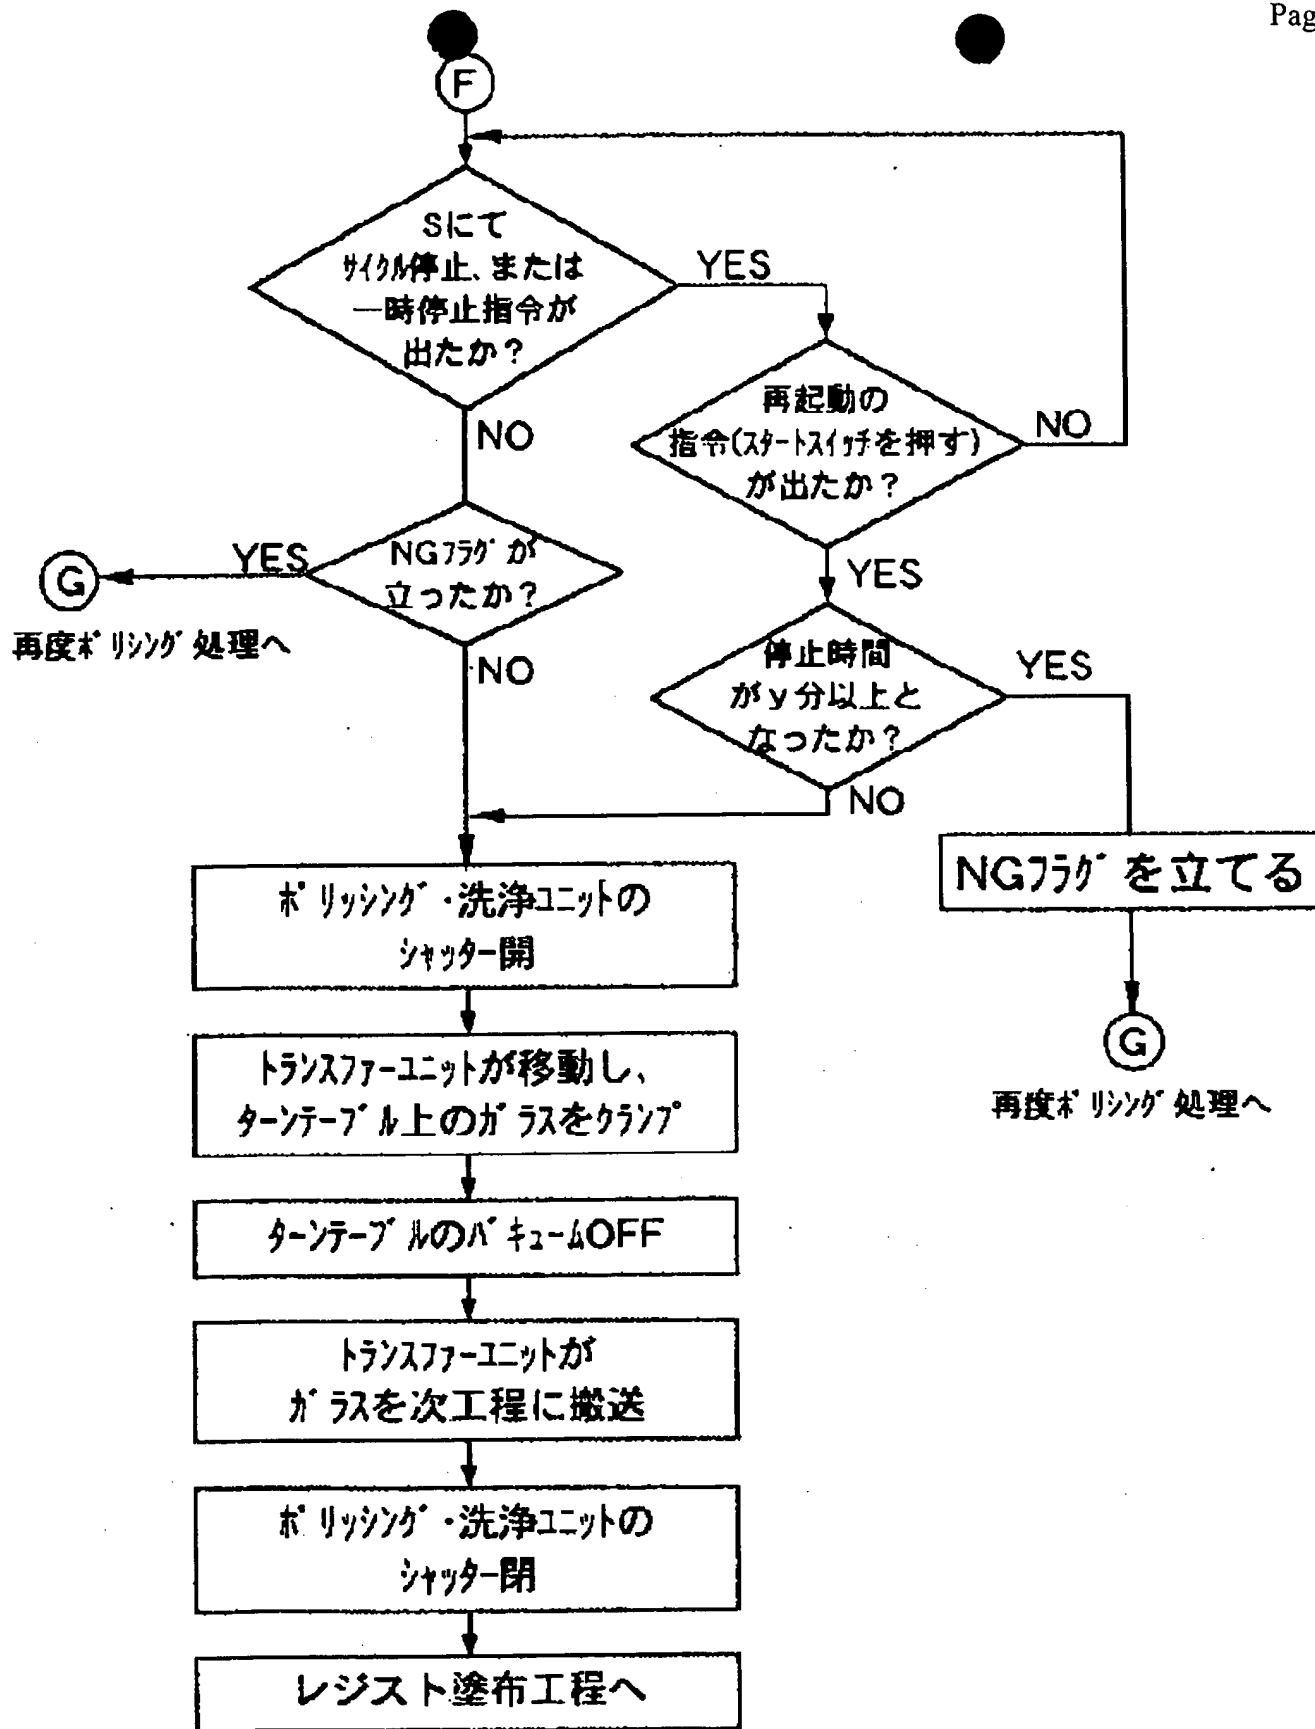 Pag
F
Sにて
サイクル停止、または
一時停止指令が
出たか？
YES
NO
再起動の
指令(スタートスイッチを押す)
が出たか？
NO
YES
NGフラグが
立ったか？
YES
G
再度ポリシング処理へ
NO
停止時間
がy分以上と
なったか？
YES
NO
NGフラグを立てる
G
再度ポリシング処理へ
ポリッシング・洗浄ユニットの
シャッター開
トランスファーユニットが移動し、
ターンテーブル上のガラスをクランプ
ターンテーブルのバキュームOFF
トランスファーユニットが
ガラスを次工程に搬送
ポリッシング・洗浄ユニットの
シャッター閉
レジスト塗布工程へ